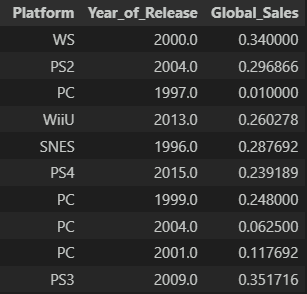 Platform Year_of_Release Global_Sales
WS 2000.0 0.340000
PS2 2004.0 0.296866
PC 1997.0 0.010000
WiiU 2013.0 0.260278
SNES 1996.0 0.287692
PS4 2015.0 0.239189
PC 1999.0 0.248000
PC 2004.0 0.062500
PC 2001.0 0.117692
PS3 2009.0 0.351716